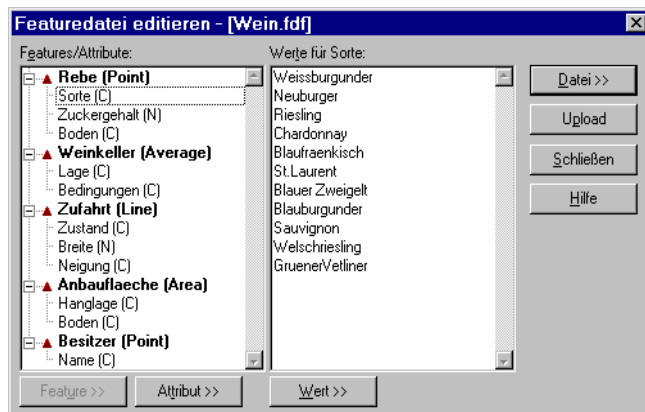 Featuredatei editieren - [Wein.fdf]
Features/Attribute:
Rebe (Point)
Sorte (C)
Zuckergehalt (N)
Boden (C)
Weinkeller (Average)
Lage (C)
Bedingungen (C)
Zufahrt (Line)
Zustand (C)
Breite (N)
Neigung (C)
Anbauflaeche (Area)
Hanglage (C)
Boden (C)
Besitzer (Point)
Name (C)
Werte für Sorte:
Weissburgunder
Neuburger
Riesling
Chardonnay
Blaufraenkisch
St.Laurent
Blauer Zweigelt
Blauburgunder
Sauvignon
Welschriesling
GruenerVetliner
Datei >>
Upload
Schließen
Hilfe
Feature >>
Attribut >>
Wert >>